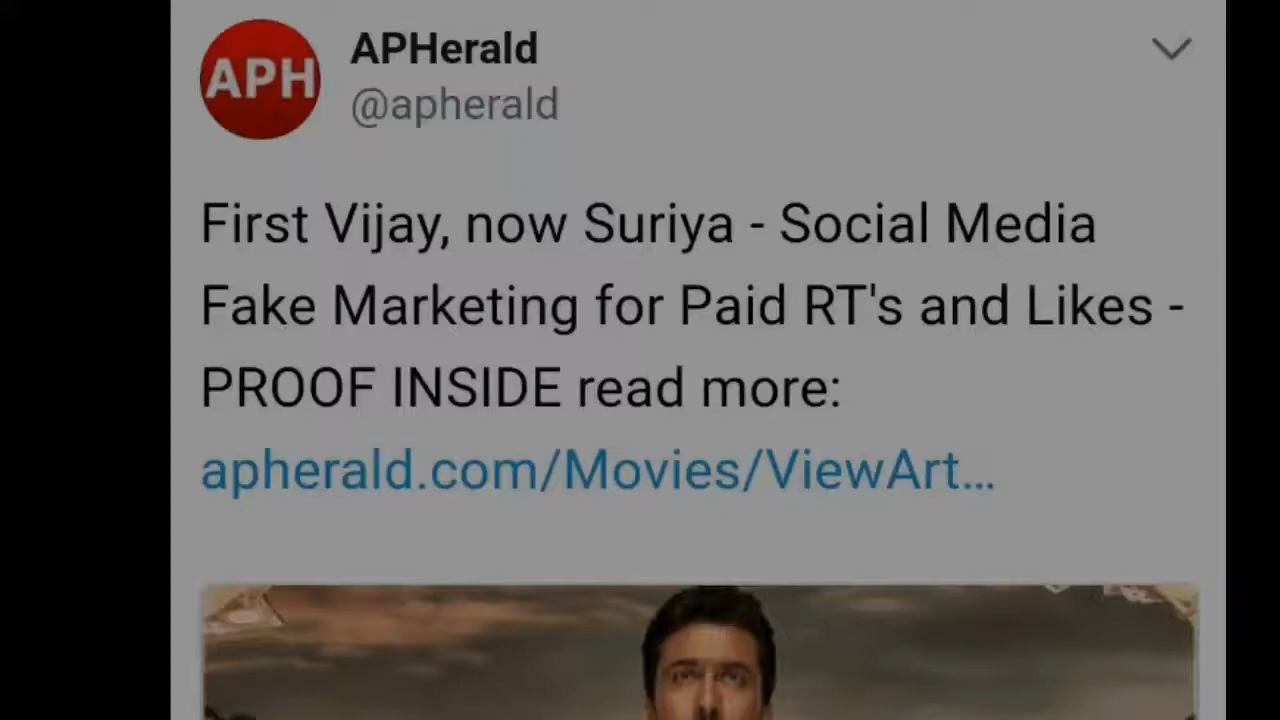 APH
APHerald
@apherald
First Vijay, now Suriya - Social Media
Fake Marketing for Paid RT's and Likes -
PROOF INSIDE read more:
apherald.com/Movies/ViewArt…